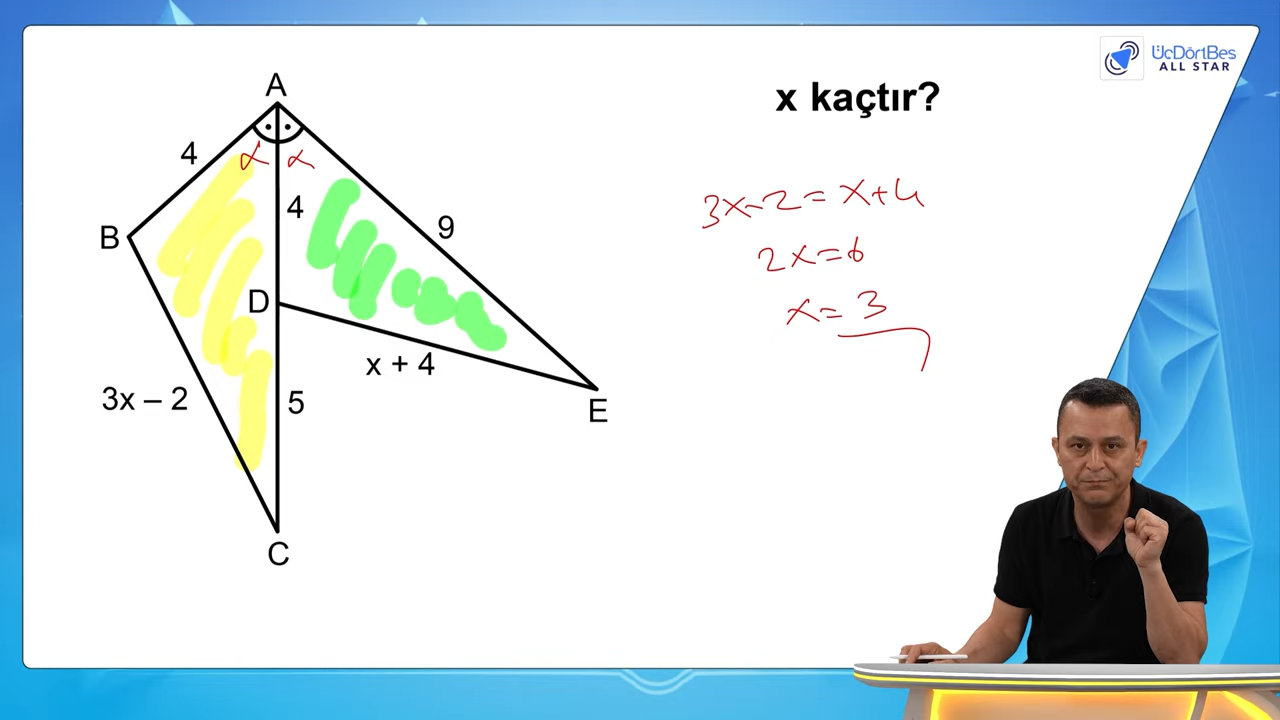 ÜçDörtBeş
ALL STAR
x kaçtır?
A
α α
4
4
9
B
D
x + 4
3x – 2
5
E
C
3x-2=x+4
2x=6
x=3